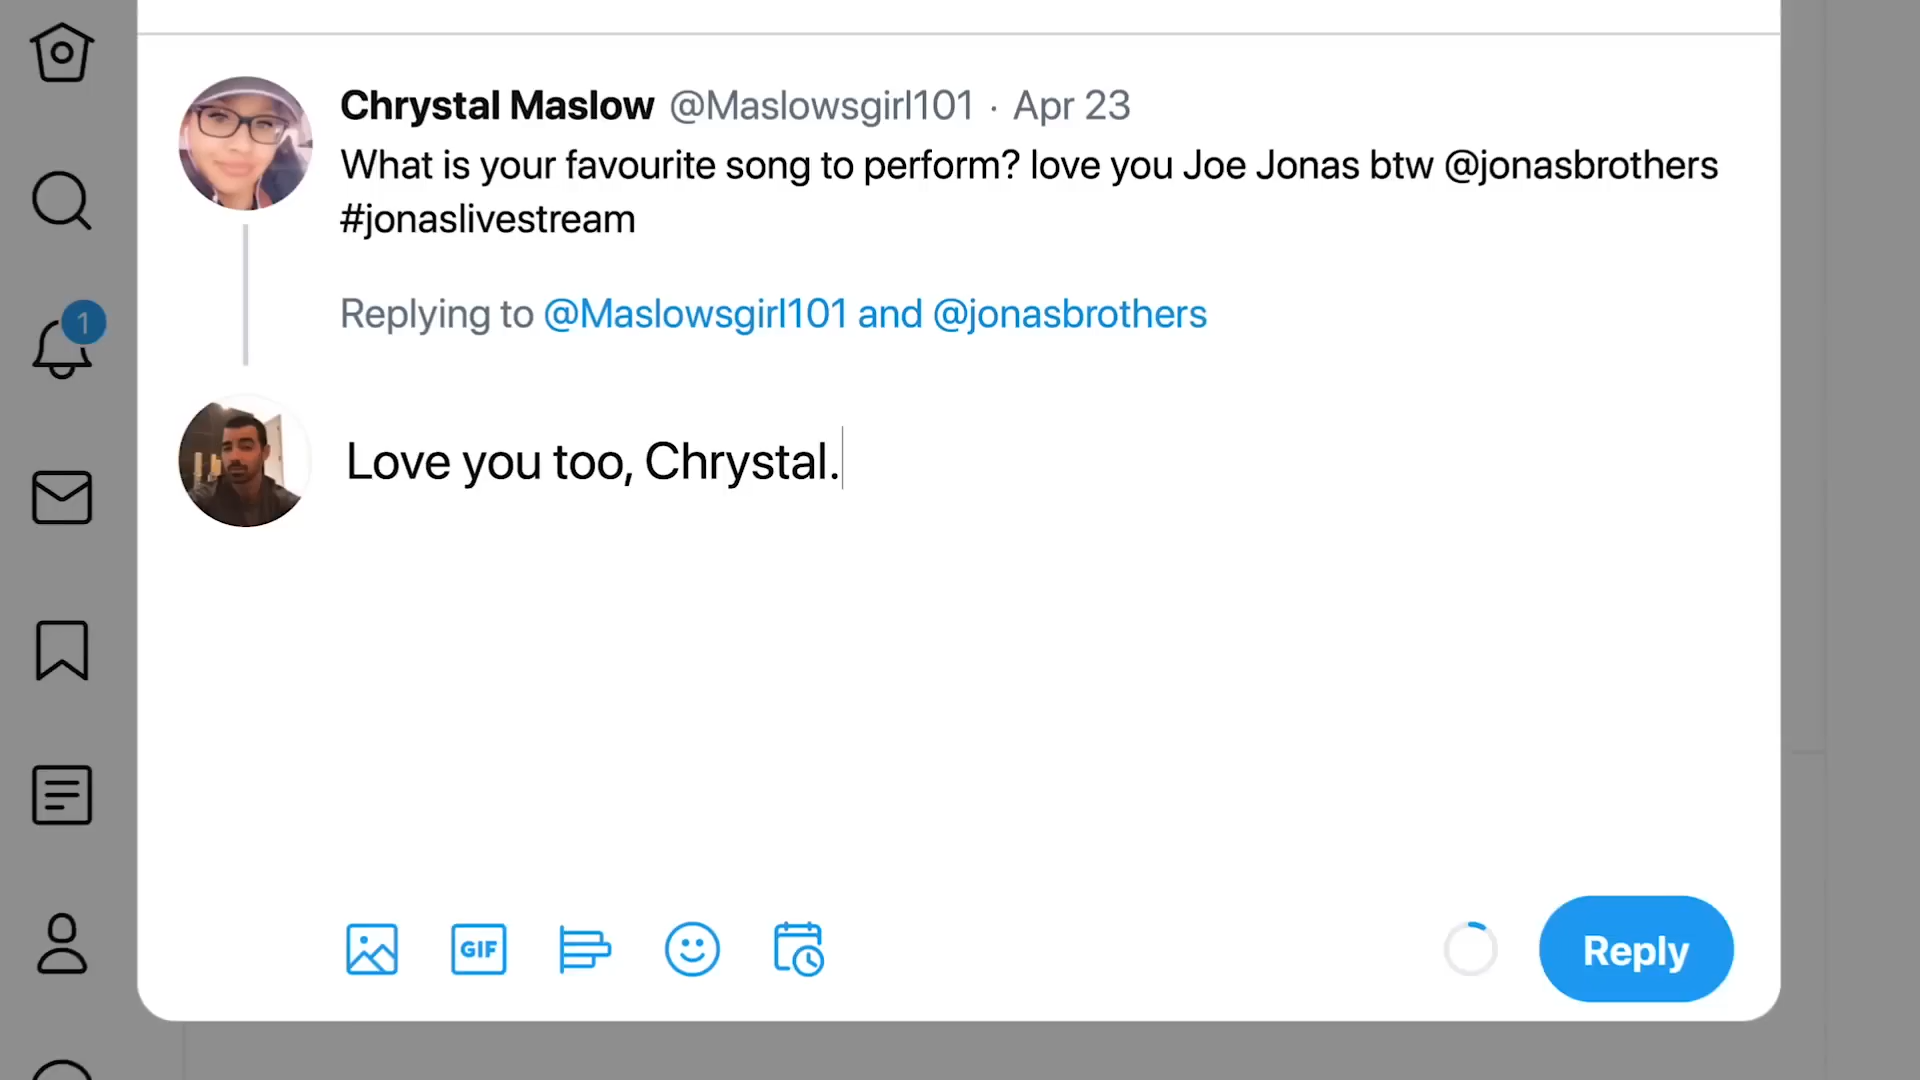 Chrystal Maslow @Maslowsgirl101 · Apr 23
What is your favourite song to perform? love you Joe Jonas btw @jonasbrothers
#jonaslivestream
Replying to @Maslowsgirl101 and @jonasbrothers
1
Love you too, Chrystal.
GIF
Reply